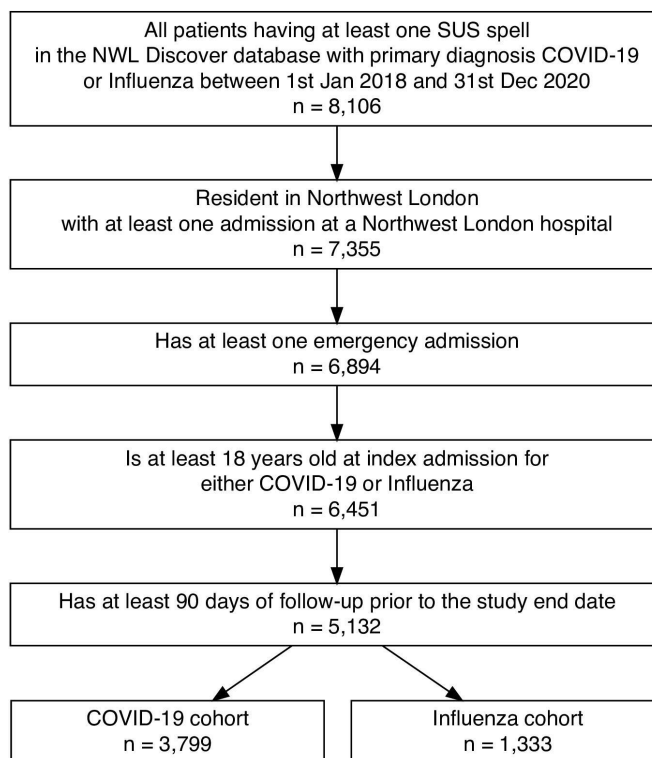 All patients having at least one SUS spell
in the NWL Discover database with primary diagnosis COVID-19
or Influenza between 1st Jan 2018 and 31st Dec 2020
n = 8,106
Resident in Northwest London
with at least one admission at a Northwest London hospital
n = 7,355
Has at least one emergency admission
n = 6,894
Is at least 18 years old at index admission for
either COVID-19 or Influenza
n = 6,451
Has at least 90 days of follow-up prior to the study end date
n = 5,132
COVID-19 cohort
n = 3,799
Influenza cohort
n = 1,333